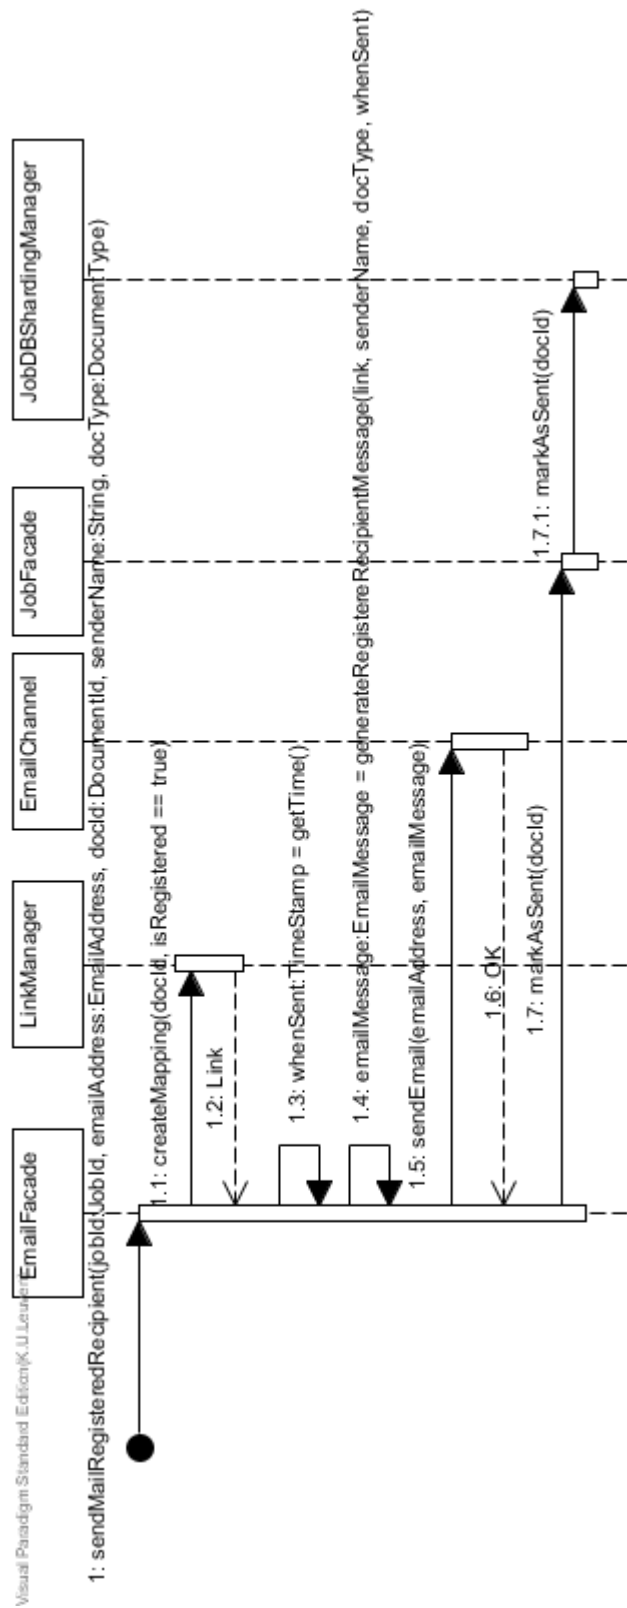 Visual Paradigm Standard Edition(K.U.Leuven)
EmailFacade
LinkManager
EmailChannel
JobFacade
JobDBShardingManager
1: sendMailRegisteredRecipient(jobId:JobId, emailAddress:EmailAddress, docId:DocumentId, senderName:String, docType:DocumentType)
1.1: createMapping(docId, isRegistered == true)
1.2: Link
1.3: whenSent:TimeStamp = getTime()
1.4: emailMessage:EmailMessage = generateRegistereRecipientMessage(link, senderName, docType, whenSent)
1.5: sendEmail(emailAddress, emailMessage)
1.6: OK
1.7: markAsSent(docId)
1.7.1: markAsSent(docId)